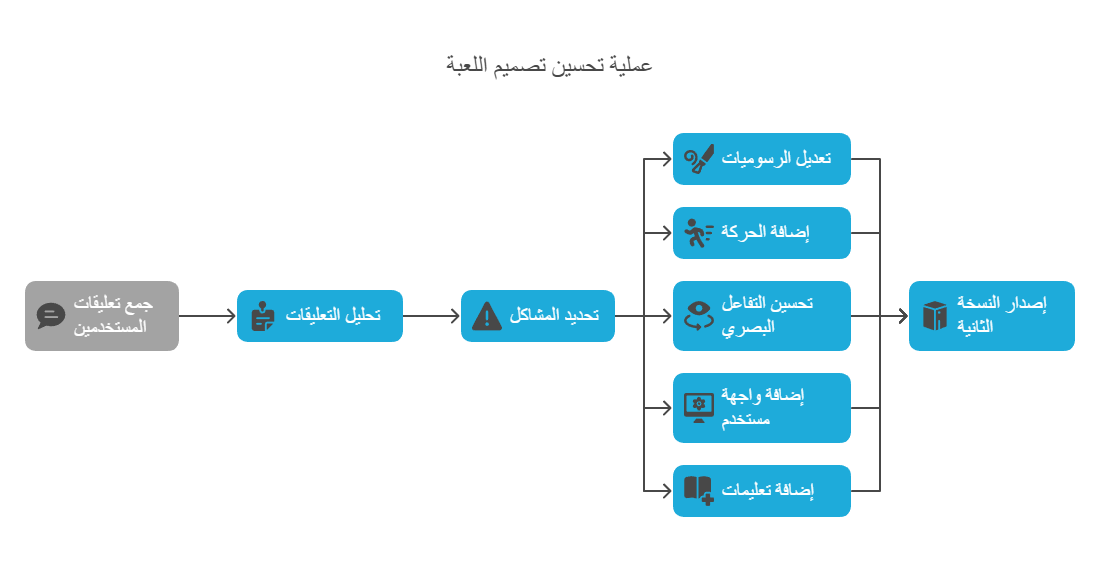 عملية تحسين تصميم اللعبة
جمع تعليقات
المستخدمين
تحليل التعليقات
تحديد المشاكل
تعديل الرسوميات
إضافة الحركة
تحسين التفاعل
البصري
إضافة واجهة
مستخدم
إضافة تعليمات
إصدار النسخة
الثانية